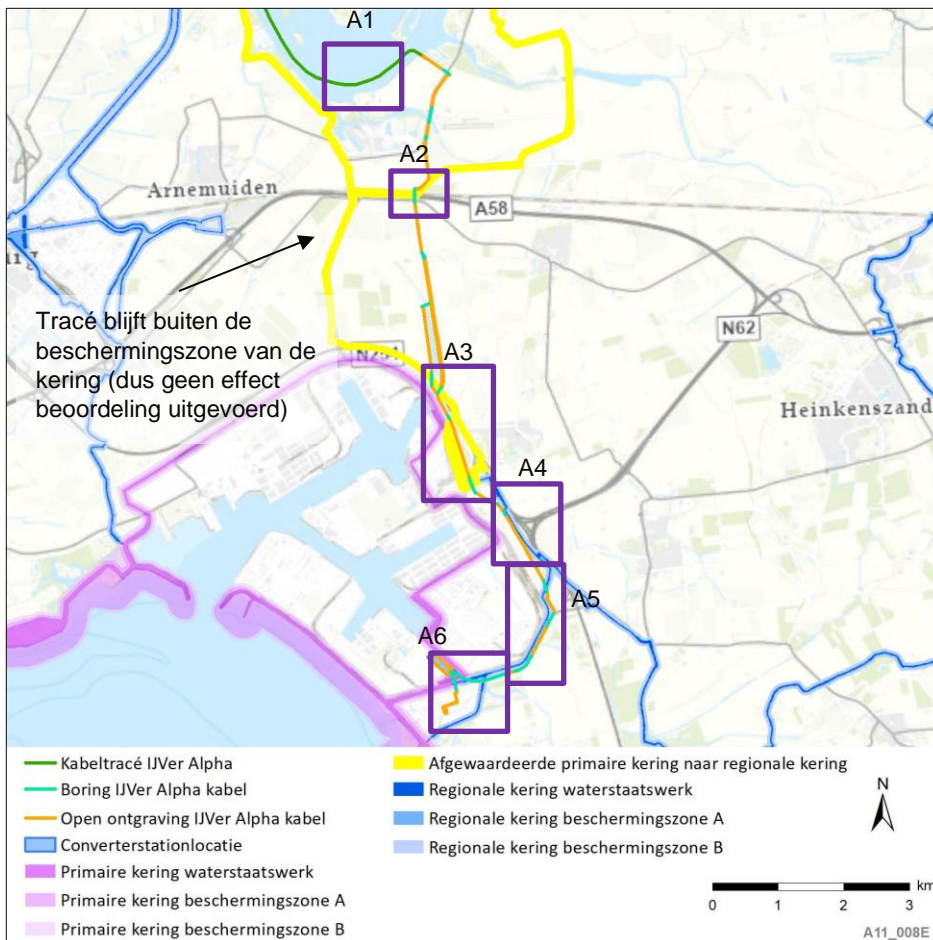 A1
A2
Arnemuiden
A58
rg
Tracé blijft buiten de
beschermingszone van de
kering (dus geen effect
beoordeling uitgevoerd)
N62
A3
Heinkenszand
A4
A5
A6
Kabeltracé IJVer Alpha
Boring IJVer Alpha kabel
Open ontgraving IJVer Alpha kabel
Converterstationlocatie
Primaire kering waterstaatswerk
Primaire kering beschermingszone A
Primaire kering beschermingszone B
Afgewaardeerde primaire kering naar regionale kering
Regionale kering waterstaatswerk
Regionale kering beschermingszone A
Regionale kering beschermingszone B
N
km
0 1 2 3
A11_008E